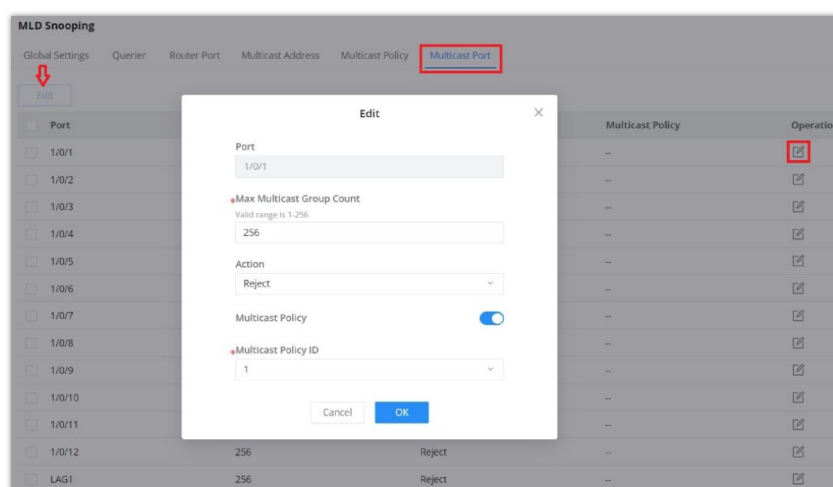 MLD Snooping
Global Settings Querier Router Port Multicast Address Multicast Policy Multicast Port
Edit
Edit
Port Multicast Policy Operatio
Port
1/0/1
1/0/1 --
1/0/2 --
*Max Multicast Group Count
Valid range is 1-256
256
1/0/3 --
1/0/4 --
Action
Reject
1/0/5 --
1/0/6 --
Multicast Policy
1/0/7 --
1/0/8 --
*Multicast Policy ID
1
1/0/9 --
1/0/10 --
Cancel OK
1/0/11 --
1/0/12 256 Reject --
LAG1 256 Reject --